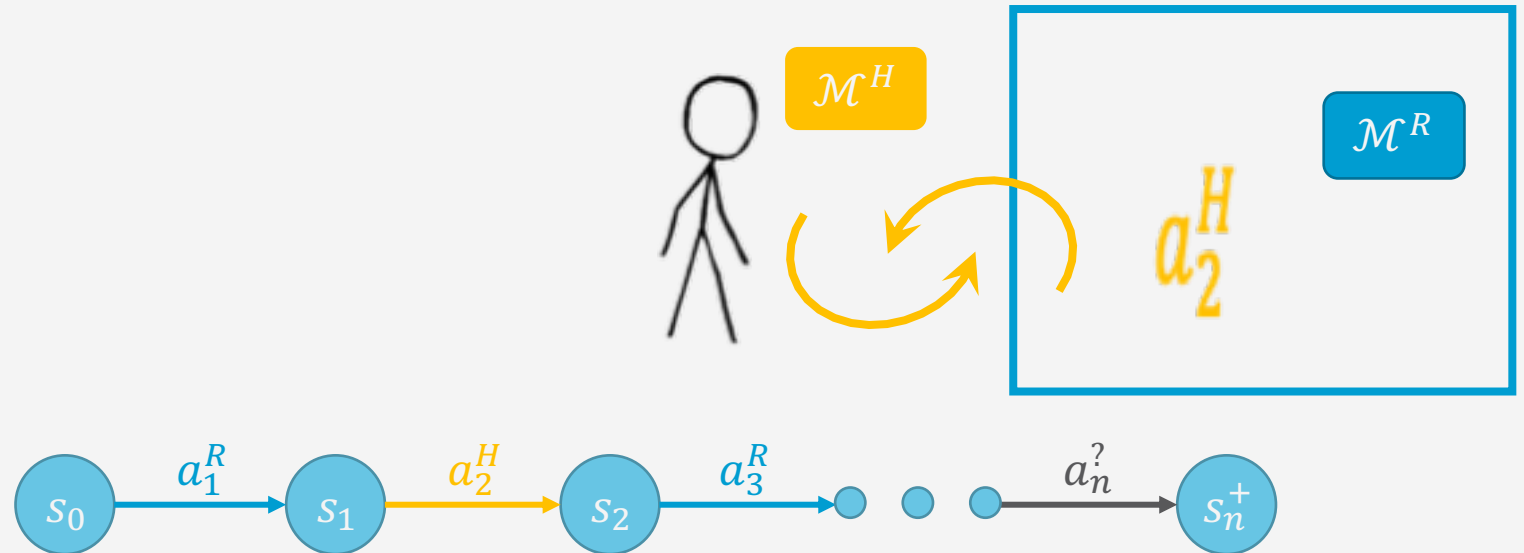 ℳ^H
ℳ^R
a_2^H
a_1^R a_2^H a_3^R a_n^?
s_0 s_1 s_2 s_n^+